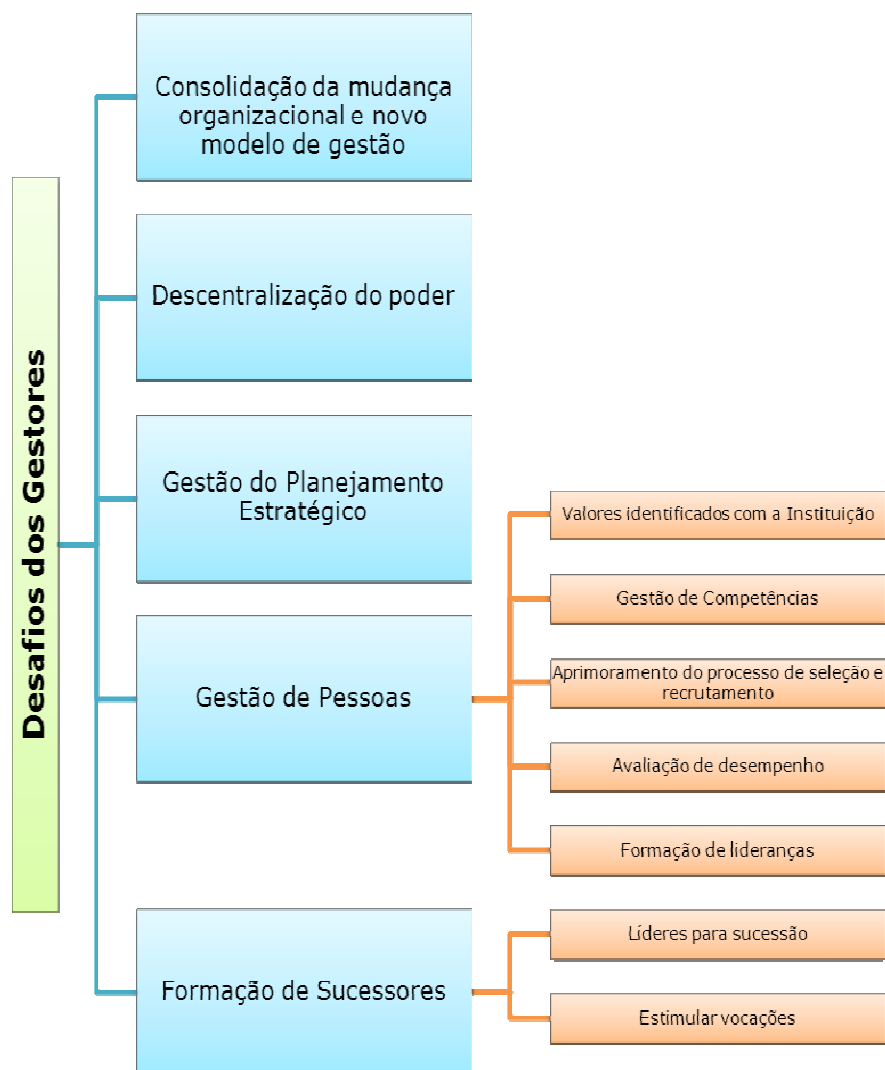 Desafios dos Gestores
Consolidação da mudança
organizacional e novo
modelo de gestão
Descentralização do poder
Gestão do Planejamento
Estratégico
Gestão de Pessoas
Valores identificados com a Instituição
Gestão de Competências
Aprimoramento do processo de seleção e
recrutamento
Avaliação de desempenho
Formação de lideranças
Formação de Sucessores
Líderes para sucessão
Estimular vocações